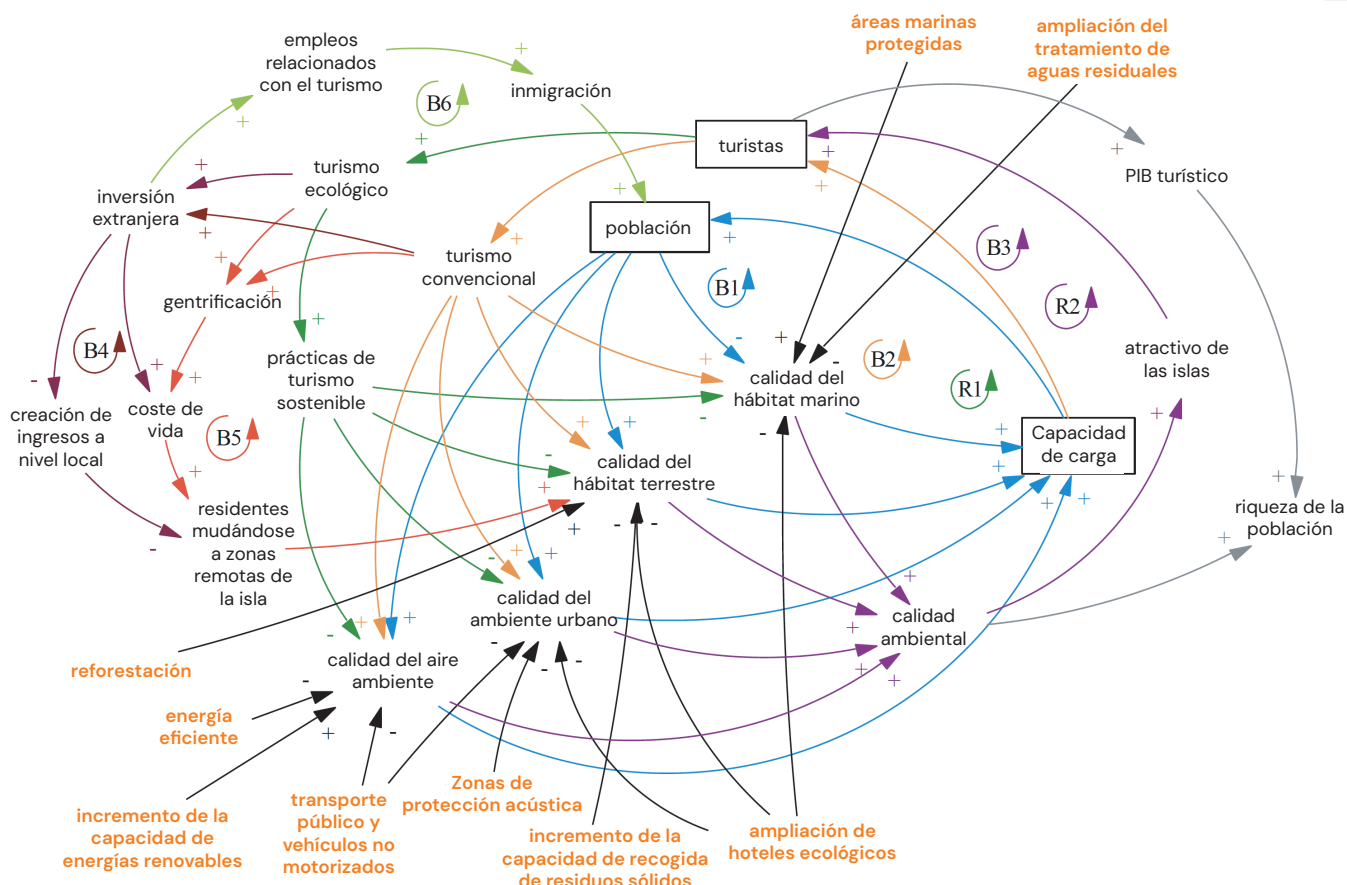 áreas marinas
protegidas
ampliación del
tratamiento de
aguas residuales
empleos
relacionados
con el turismo
+
inmigración
B6
+
+
turistas
+
+
+
PIB turístico
turismo
ecológico
+
inversión
extranjera
+
+
población
+
+
turismo
convencional
B3
+
gentrificación
+
B1
R2
+
B4
-
+
+
prácticas de
turismo
sostenible
-
+
-
+
B2
calidad del
hábitat marino
-
R1
atractivo de
las islas
+
creación de
ingresos a
nivel local
coste de
vida
B5
+
+
-
+
Capacidad
de carga
+
+
-
calidad del
hábitat terrestre
+
+
+
+
+
riqueza de la
población
+
-
residentes
mudándose
a zonas
remotas de
la isla
+
-
-
-
+
+
calidad del
ambiente urbano
+
calidad
ambiental
+
+
+
-
+
+
-
-
-
calidad del aire
ambiente
reforestación
-
energía
eficiente
+
-
incremento de la
capacidad de
energías renovables
transporte
público y
vehículos no
motorizados
Zonas de
protección acústica
incremento de la
capacidad de recogida
de residuos sólidos
ampliación de
hoteles ecológicos